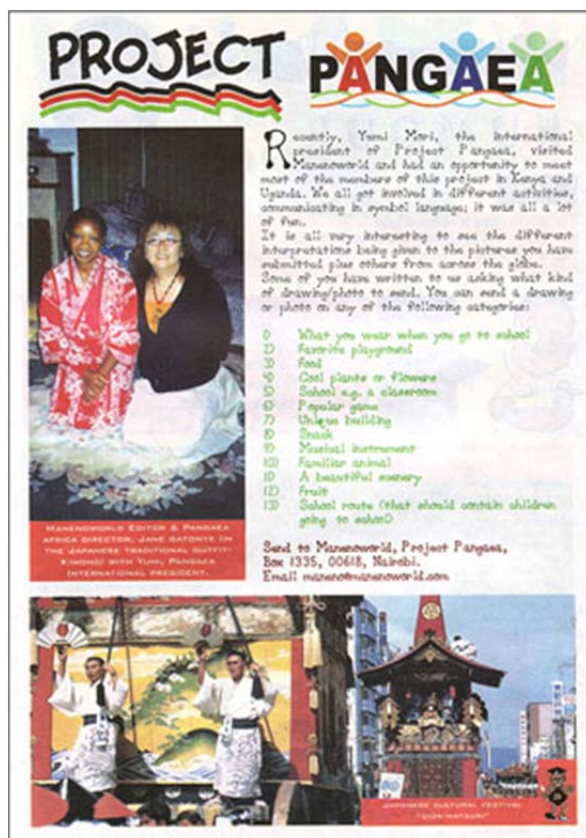 PROJECT
PANGAEA
Recently, Yumi Mori, the international
president of Project Pangaea, visited
Manenoworld and had an opportunity to meet
most of the members of this project in Kenya and
Uganda. We all got involved in different activities,
communicating in symbol language; it was all a lot
of fun.
It is all very interesting to see the different
interpretations being given to the pictures you have
submitted plus others from across the globe.
Some of you have written to us asking what kind
of drawing/photo to send. You can send a drawing
or photo on any of the following categories:
1) What you wear when you go to school
2) Favorite playground
3) Food
4) Cool plants or flowers
5) School e.g. a classroom
6) Popular game
7) Unique building
8) Snack
9) Musical instrument
10) Familiar animal
11) A beautiful scenery
12) Fruit
13) School route (that should contain children
going to school)
Send to Manenoworld, Project Pangaea,
Box 1335, 00618, Nairobi.
Email maneno@manenoworld.com
MANENOWORLD EDITOR & PANGAEA
AFRICA DIRECTOR, JANE GATONYE (IN
THE JAPANESE TRADITIONAL OUTFIT-
KIMONO) WITH YUMI, PANGAEA
INTERNATIONAL PRESIDENT.
JAPANESE CULTURAL FESTIVAL
"GION MATSURI"